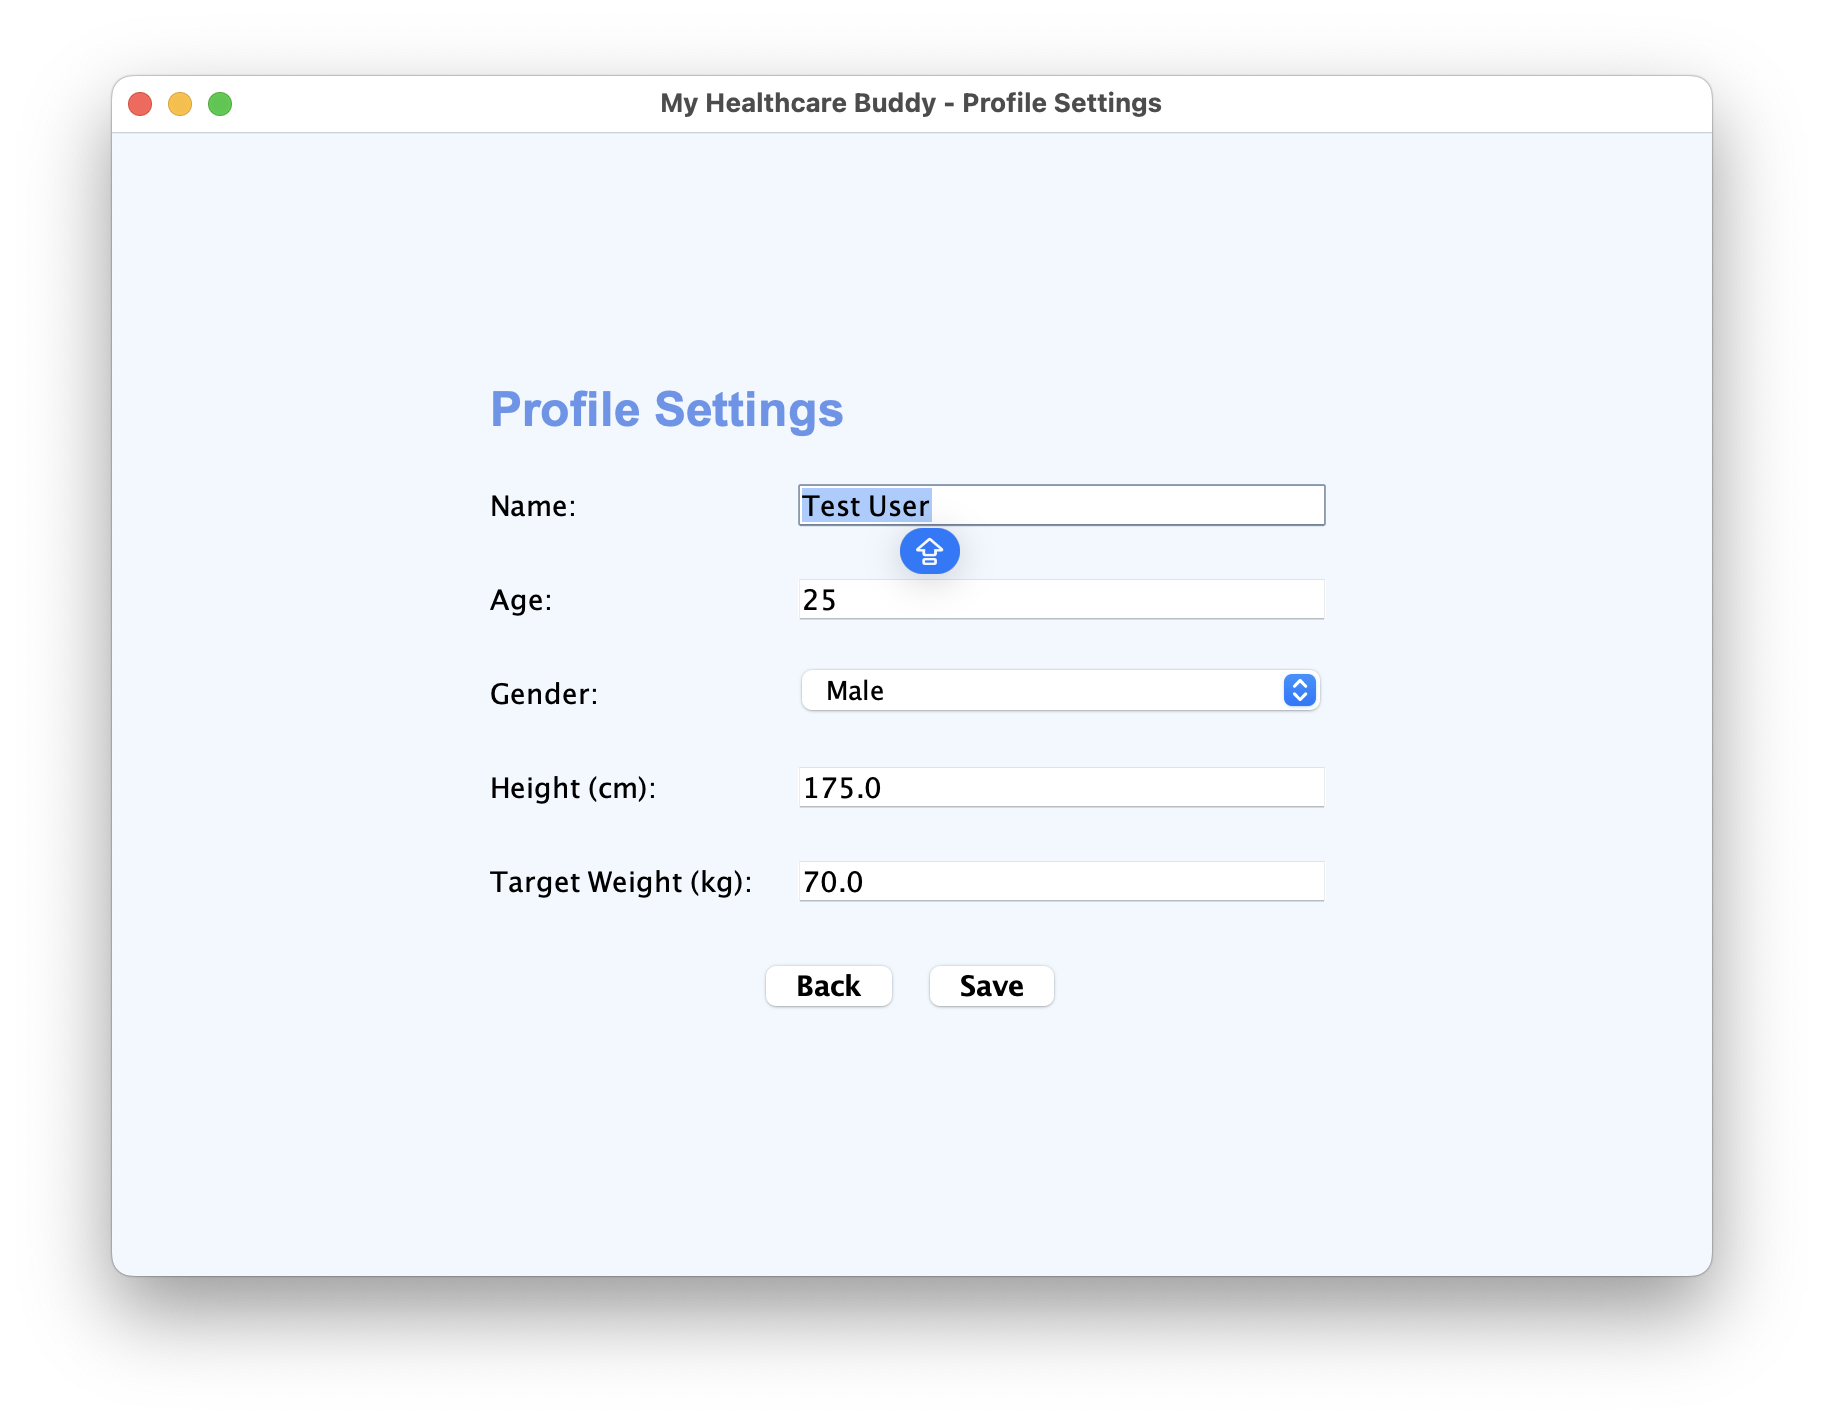 My Healthcare Buddy - Profile Settings
Profile Settings
Name: Test User
Age: 25
Gender: Male
Height (cm): 175.0
Target Weight (kg): 70.0
Back Save